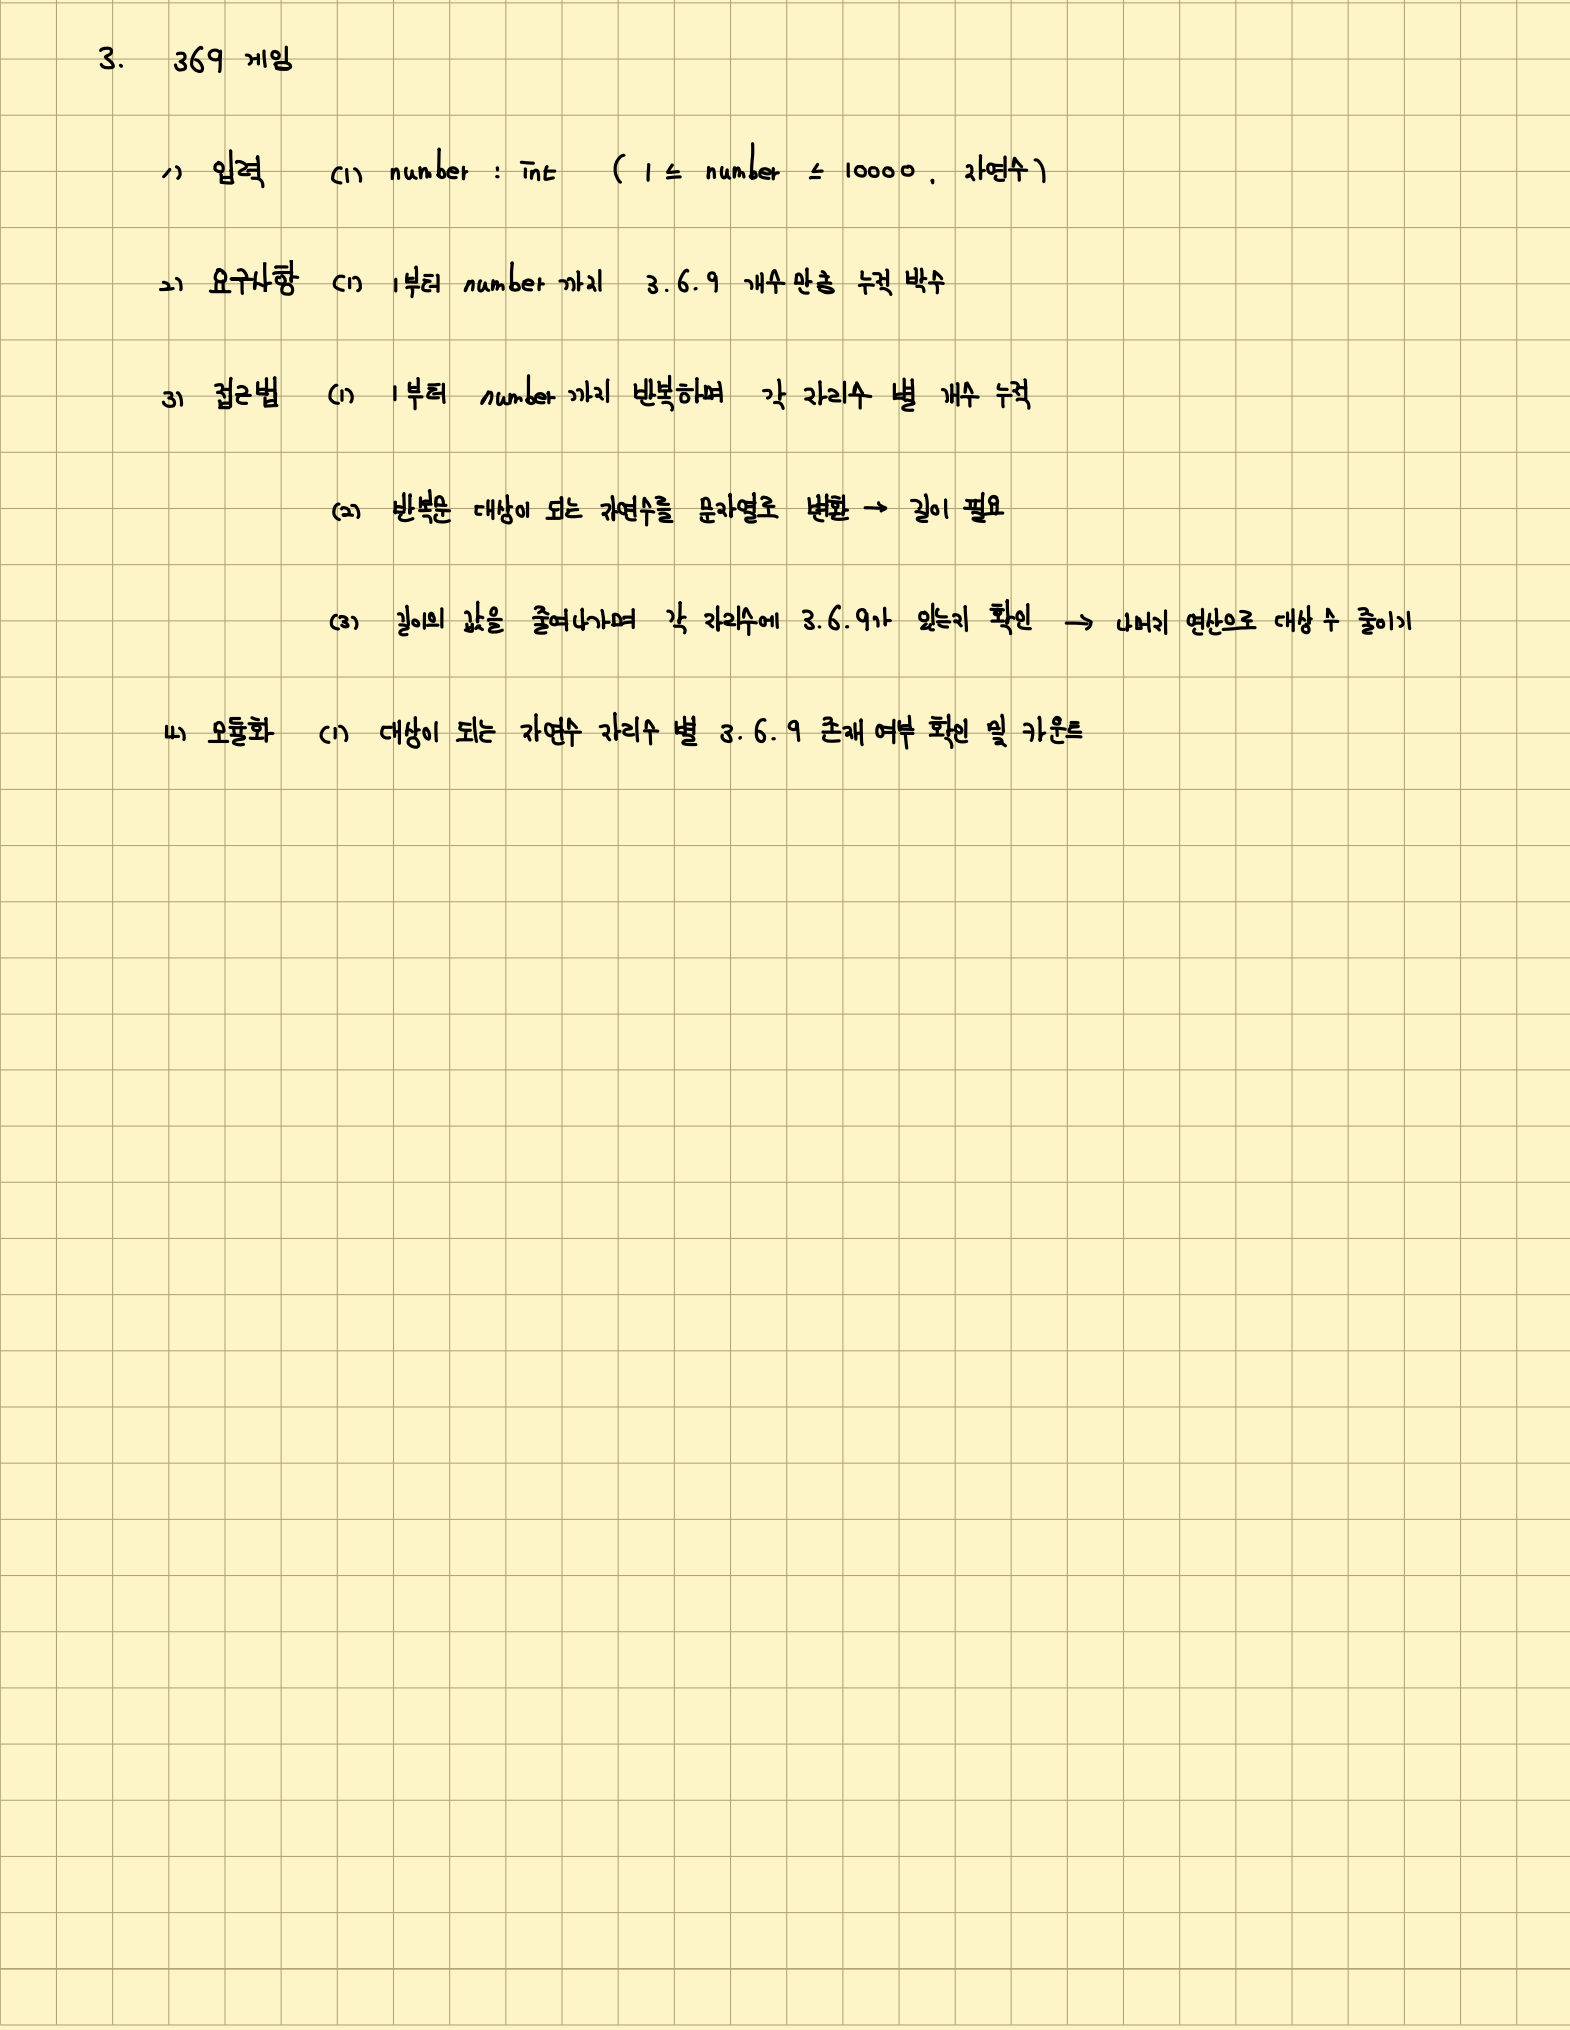 3. 369 게임
1) 입력 (1) number : int ( 1 ≤ number ≤ 10000, 자연수 )
2) 요구사항 (1) 1부터 number 까지 3.6.9 개수 만큼 누적 박수
3) 접근법 (1) 1부터 number 까지 반복하며 각 자리수 별 개수 누적
(2) 반복문 대상이 되는 자연수를 문자열로 변환 → 길이 필요
(3) 길이의 값을 줄여나가며 각 자리수에 3.6.9가 있는지 확인 → 나머지 연산으로 대상 수 줄이기
4) 모듈화 (1) 대상이 되는 자연수 자리수 별 3.6.9 존재 여부 확인 및 카운트